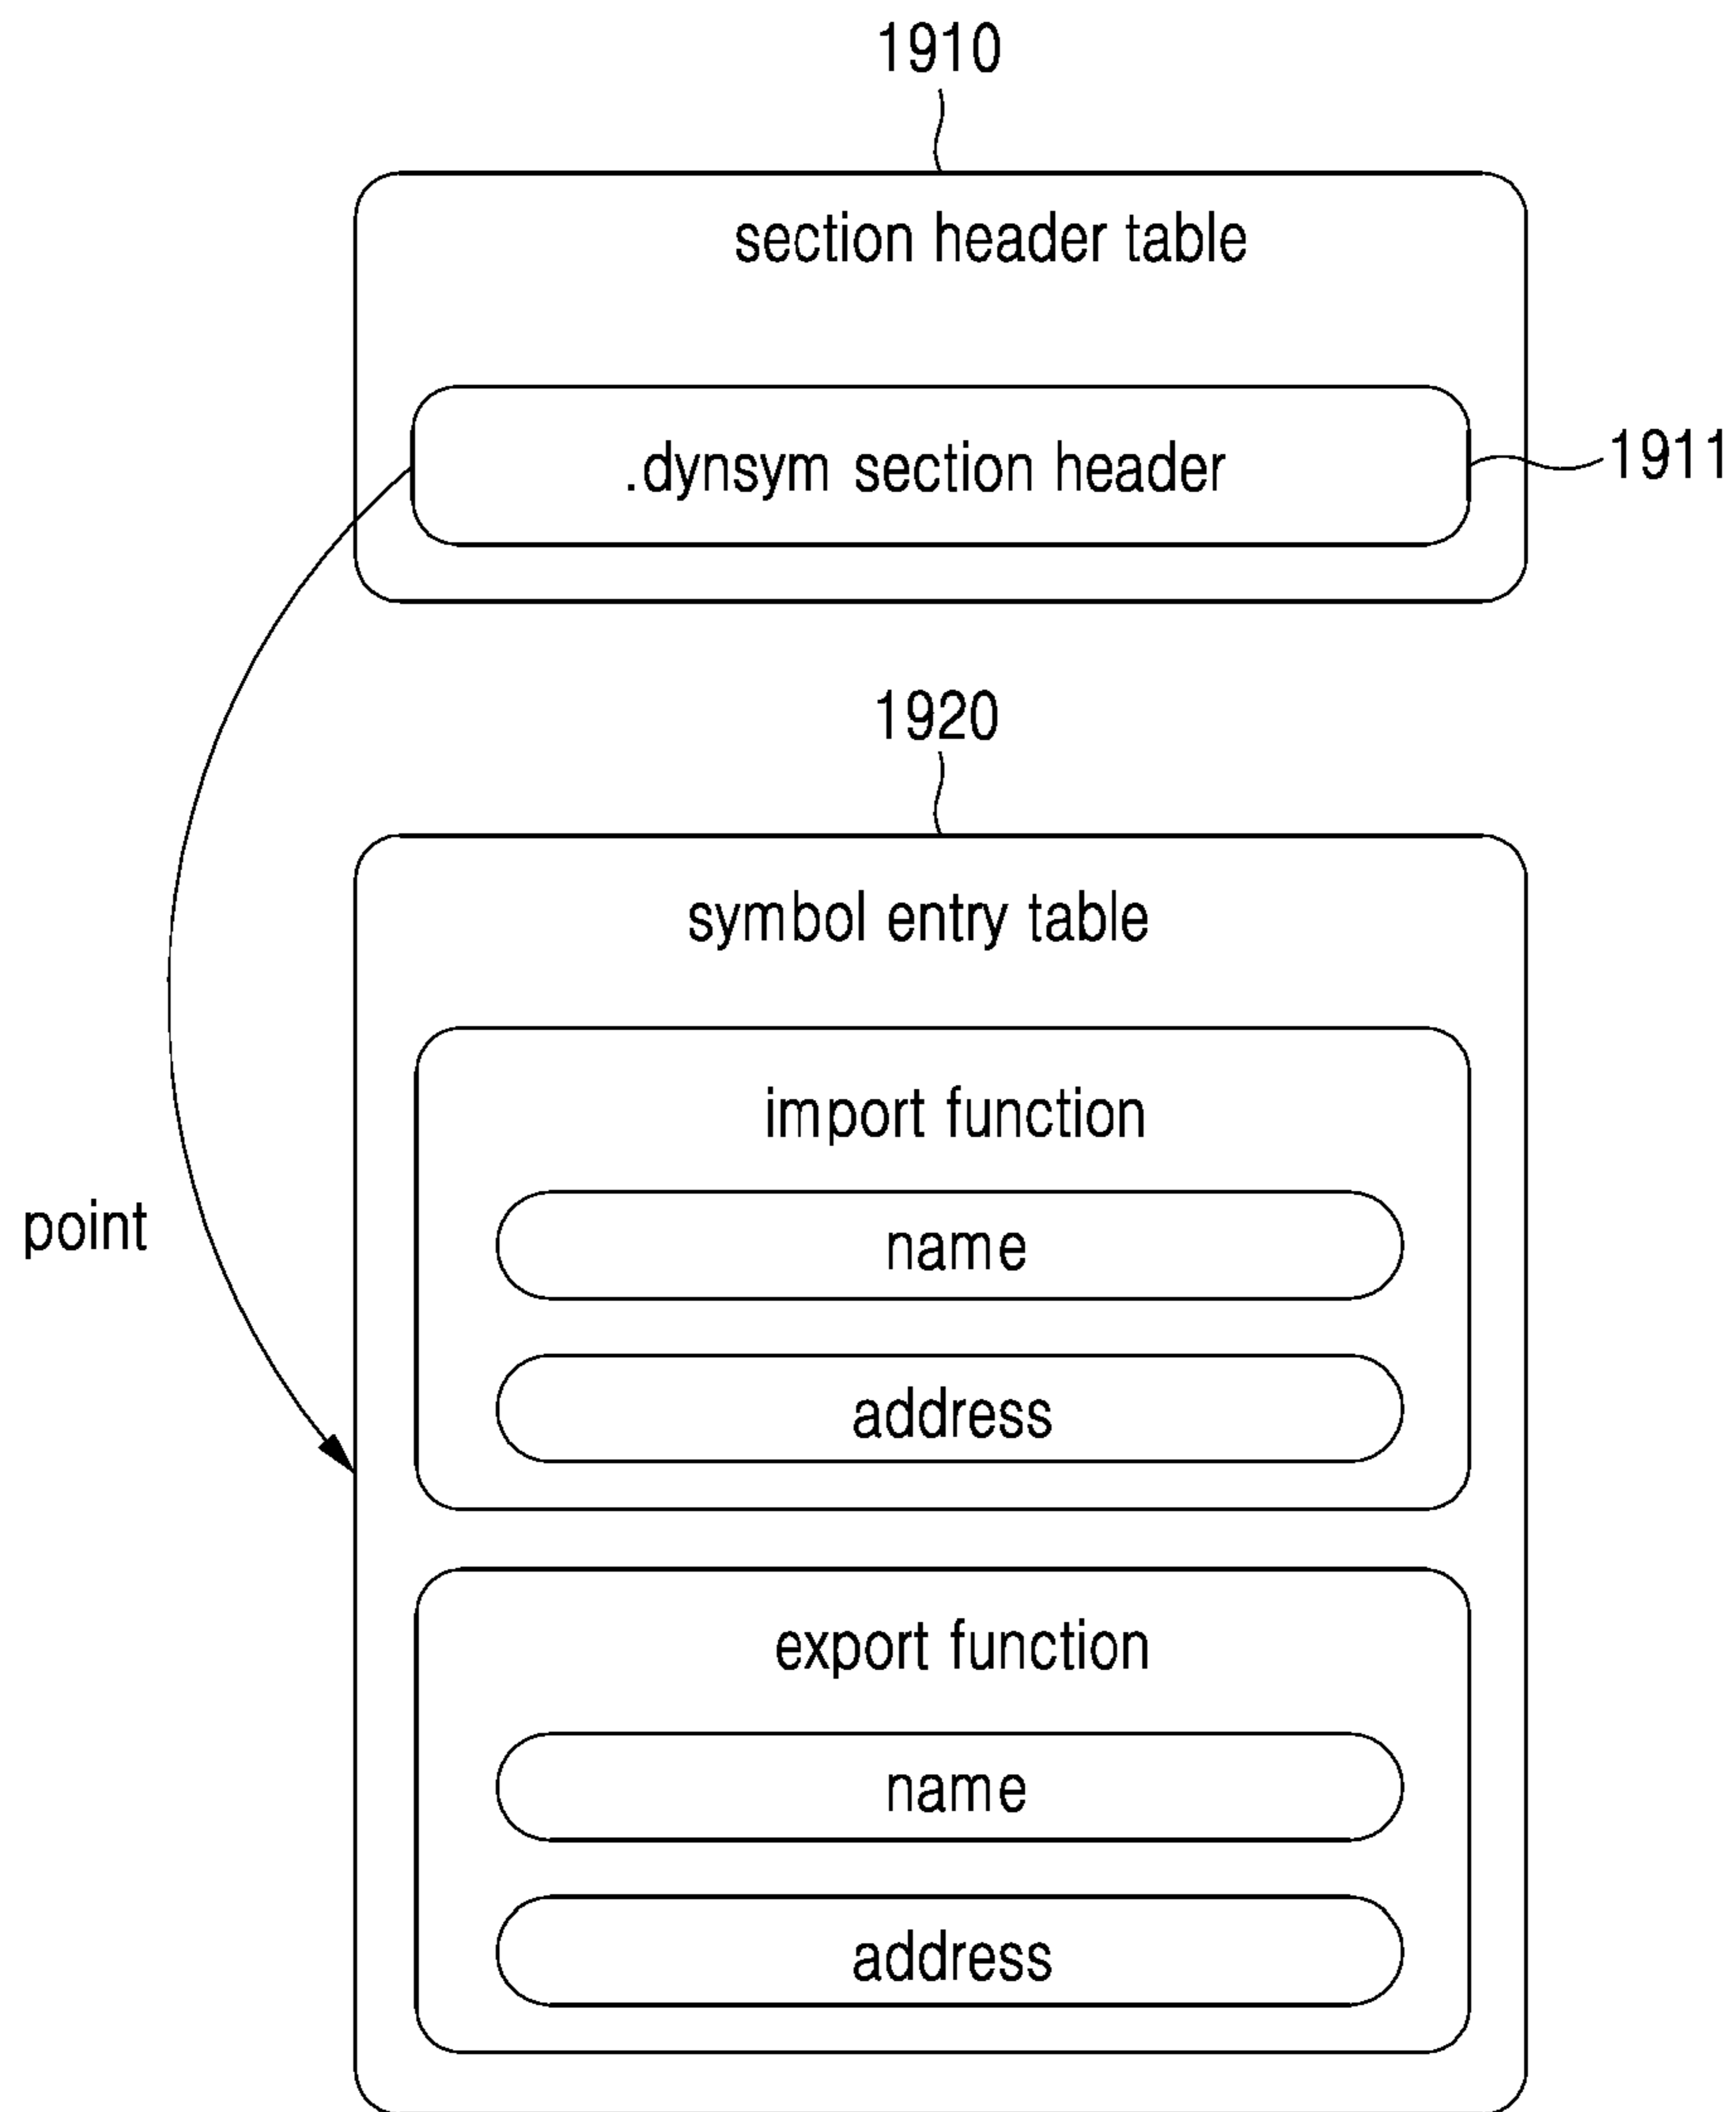 1910
section header table
.dynsym section header
1911
1920
symbol entry table
import function
name
point
address
export function
name
address